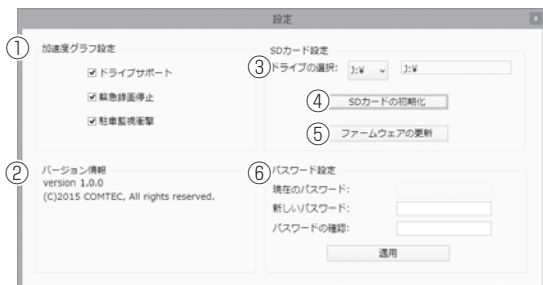 設定
① 加速度グラフ設定
ドライブサポート
緊急録画停止
駐車監視衝撃
② バージョン情報
version 1.0.0
(C)2015 COMTEC, All rights reserved.
SDカード設定
③ ドライブの選択: J:¥ J:¥
④ SDカードの初期化
⑤ ファームウェアの更新
⑥ パスワード設定
現在のパスワード:
新しいパスワード:
パスワードの確認:
適用